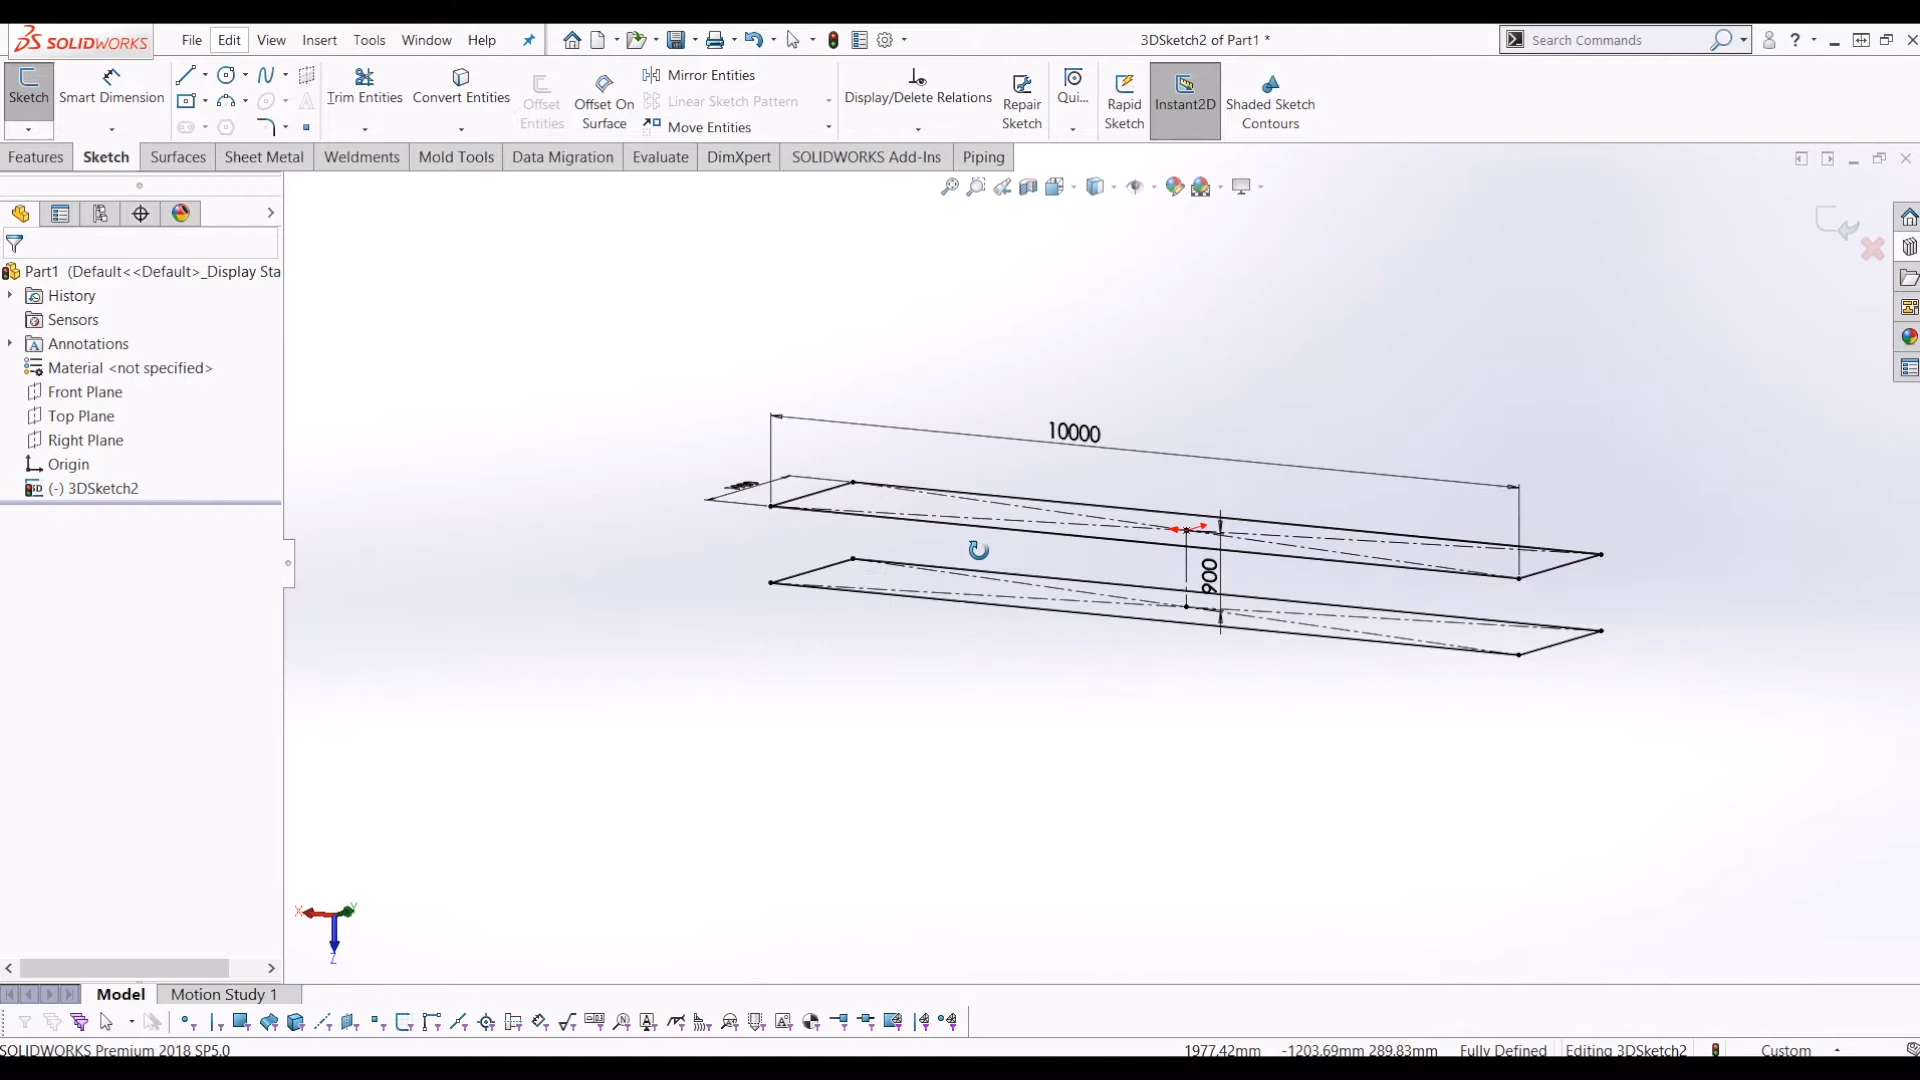 SOLIDWORKS File Edit View Insert Tools Window Help 3DSketch2 of Part1 * Search Commands
Sketch Smart Dimension Trim Entities Convert Entities Offset Entities Offset On Surface Mirror Entities Linear Sketch Pattern Move Entities Display/Delete Relations Repair Sketch Qui... Rapid Sketch Instant2D Shaded Sketch Contours
Features Sketch Surfaces Sheet Metal Weldments Mold Tools Data Migration Evaluate DimXpert SOLIDWORKS Add-Ins Piping
Part1 (Default<<Default>_Display Sta
History
Sensors
Annotations
Material <not specified>
Front Plane
Top Plane
Right Plane
Origin
(-) 3DSketch2
10000
900
X Y
Z
Model Motion Study 1
SOLIDWORKS Premium 2018 SP5.0 1977.42mm -1203.69mm 289.83mm Fully Defined Editing 3DSketch2 Custom